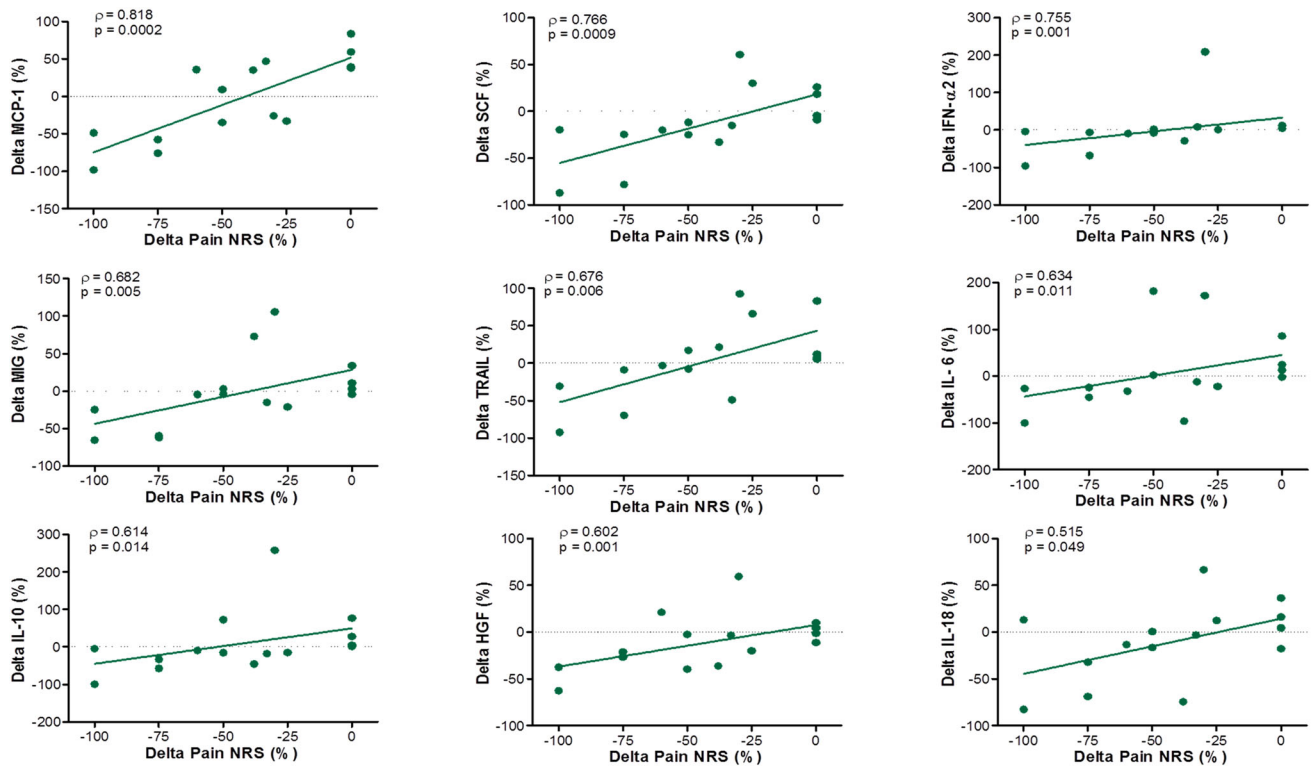 ρ = 0.818
p = 0.0002
Delta MCP-1 (%)
100
50
0
-50
-100
-150
-100 -75 -50 -25 0
Delta Pain NRS (%)
ρ = 0.766
p = 0.0009
Delta SCF (%)
100
50
0
-50
-100
-100 -75 -50 -25 0
Delta Pain NRS (%)
ρ = 0.755
p = 0.001
Delta IFN-α2 (%)
300
200
100
0
-100
-200
-100 -75 -50 -25 0
Delta Pain NRS (%)
ρ = 0.682
p = 0.005
Delta MIG (%)
150
100
50
0
-50
-100
-100 -75 -50 -25 0
Delta Pain NRS (%)
ρ = 0.676
p = 0.006
Delta TRAIL (%)
100
50
0
-50
-100
-150
-100 -75 -50 -25 0
Delta Pain NRS (%)
ρ = 0.634
p = 0.011
Delta IL- 6 (%)
200
100
0
-100
-200
-100 -75 -50 -25 0
Delta Pain NRS (%)
ρ = 0.614
p = 0.014
Delta IL-10 (%)
300
200
100
0
-100
-200
-100 -75 -50 -25 0
Delta Pain NRS (%)
ρ = 0.602
p = 0.001
Delta HGF (%)
100
50
0
-50
-100
-100 -75 -50 -25 0
Delta Pain NRS (%)
ρ = 0.515
p = 0.049
Delta IL-18 (%)
100
50
0
-50
-100
-100 -75 -50 -25 0
Delta Pain NRS (%)